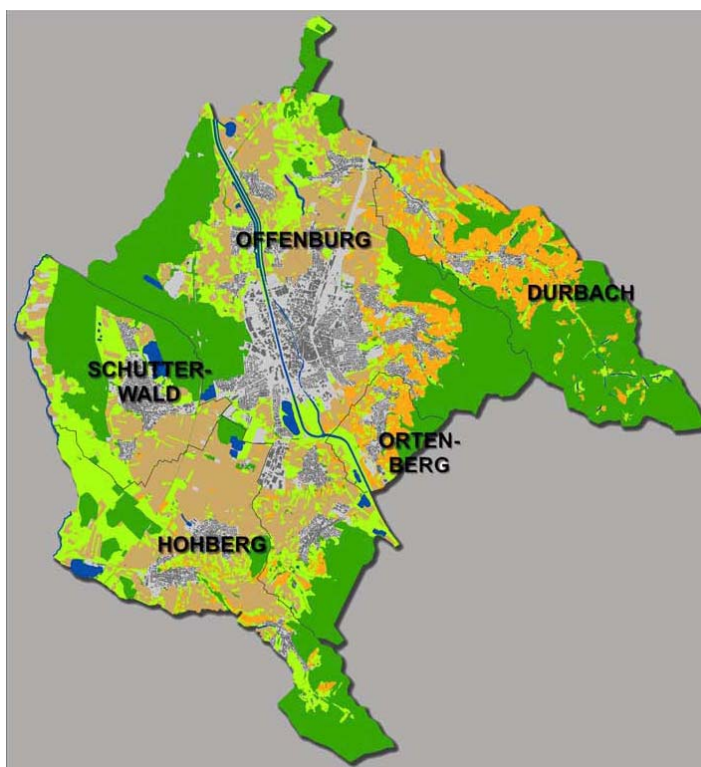 OFFENBURG
DURBACH
SCHUTTER-
WALD
ORTEN-
BERG
HOHBERG